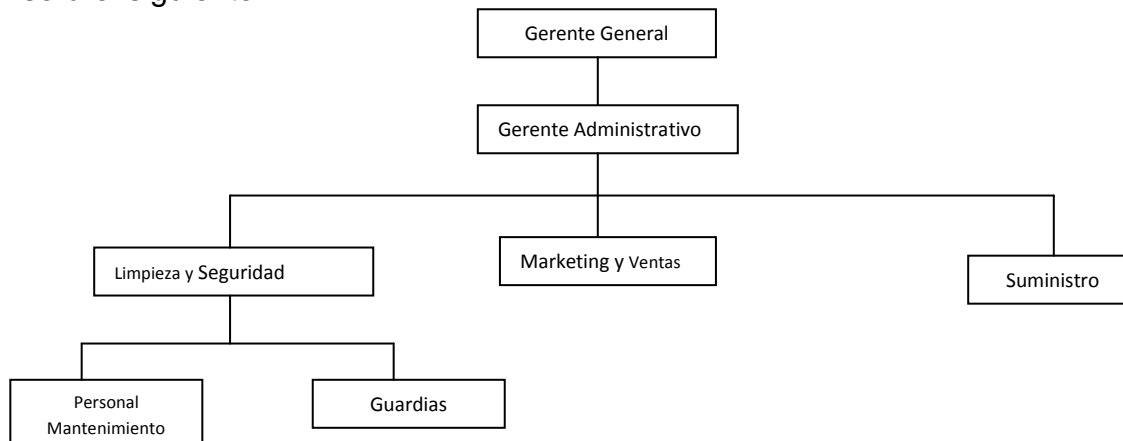 Gerente General
Gerente Administrativo
Limpieza y Seguridad
Marketing y Ventas
Suministro
Personal
Mantenimiento
Guardias